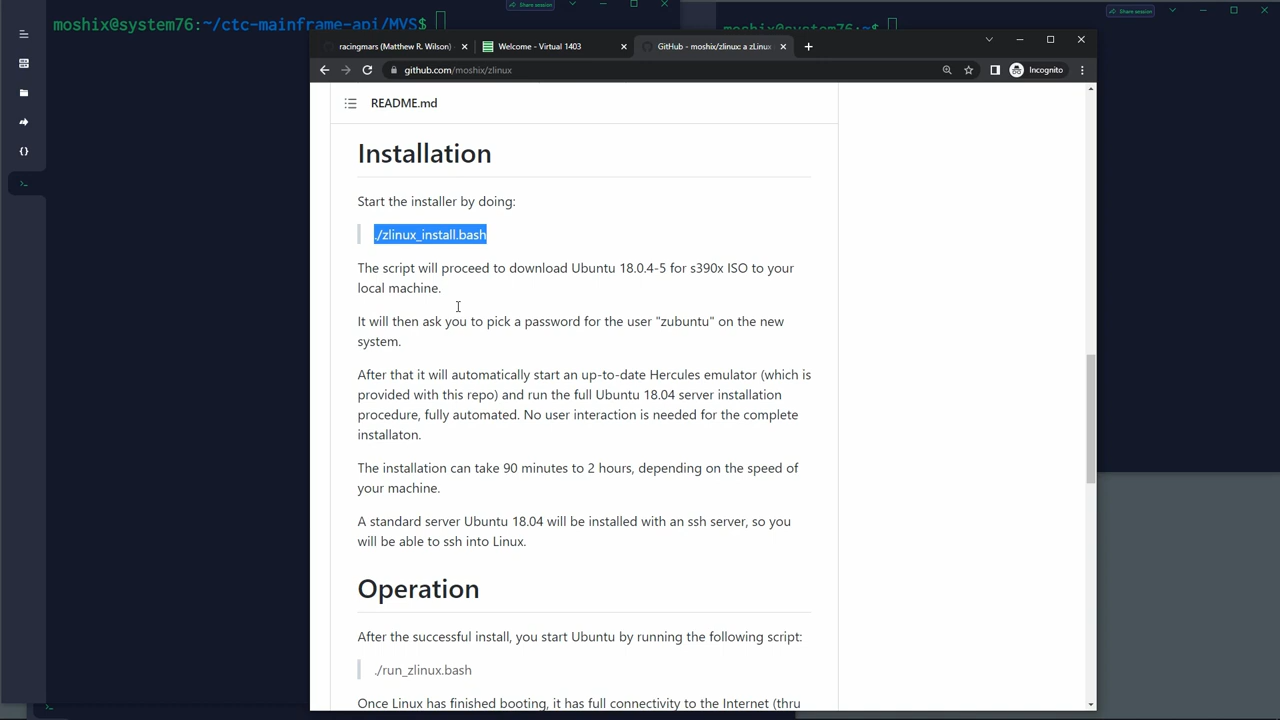 Share session
Share session
moshix@system76:~/ctc-mainframe-api/MVS$
moshix@system76:~$
racingmars (Matthew R. Wilson)
Welcome - Virtual 1403
GitHub - moshix/zlinux: a zLinux
github.com/moshix/zlinux
Incognito
README.md
Installation
Start the installer by doing:
./zlinux_install.bash
The script will proceed to download Ubuntu 18.0.4-5 for s390x ISO to your
local machine.
It will then ask you to pick a password for the user "zubuntu" on the new
system.
After that it will automatically start an up-to-date Hercules emulator (which is
provided with this repo) and run the full Ubuntu 18.04 server installation
procedure, fully automated. No user interaction is needed for the complete
installaton.
The installation can take 90 minutes to 2 hours, depending on the speed of
your machine.
A standard server Ubuntu 18.04 will be installed with an ssh server, so you
will be able to ssh into Linux.
Operation
After the successful install, you start Ubuntu by running the following script:
./run_zlinux.bash
Once Linux has finished booting, it has full connectivity to the Internet (thru